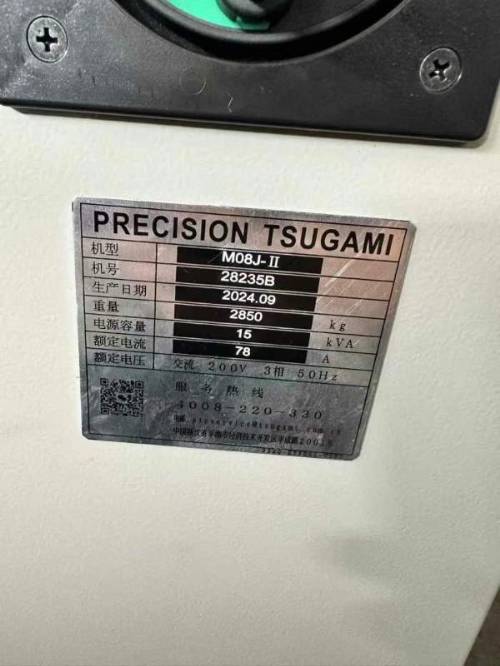 PRECISION TSUGAMI
机型 M08J-II
机号 28235B
生产日期 2024.09
重量 2850 kg
电源容量 15 kVA
额定电流 78 A
额定电压 交流 200V 3相 50Hz
服务热线
4008-220-330